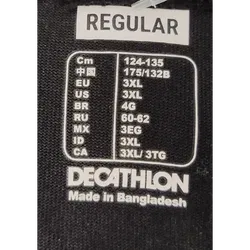 REGULAR
Cm 124-135
中国 175/132B
EU 3XL
US 3XL
BR 4G
RU 60-62
MX 3EG
ID 3XL
CA 3XL/ 3TG
DECATHLON
Made in Bangladesh